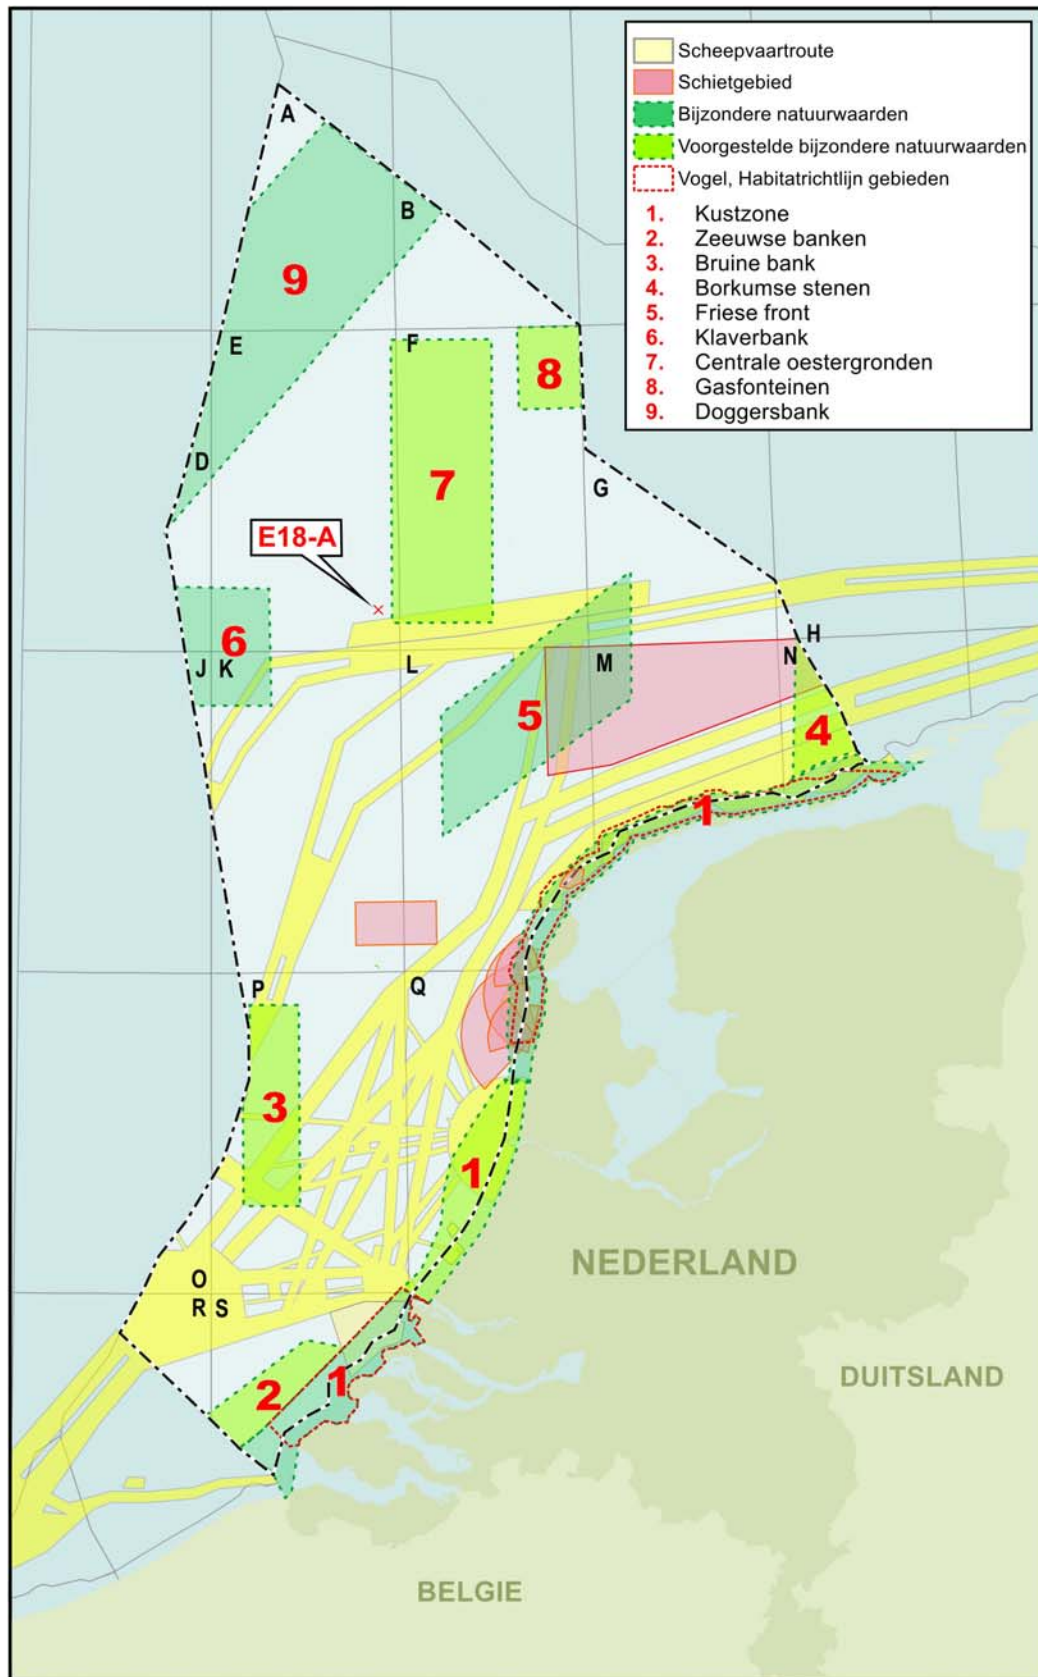 Scheepvaartroute
Schietgebied
Bijzondere natuurwaarden
Voorgestelde bijzondere natuurwaarden
Vogel, Habitatrichtlijn gebieden
1. Kustzone
2. Zeeuwse banken
3. Bruine bank
4. Borkumse stenen
5. Friese front
6. Klaverbank
7. Centrale oestergronden
8. Gasfonteinen
9. Doggersbank
A
B
9
E
F
8
D
7
G
E18-A
6
J K
L
M
H
N
5
4
1
P
Q
3
1
O
R S
NEDERLAND
2
1
DUITSLAND
BELGIE